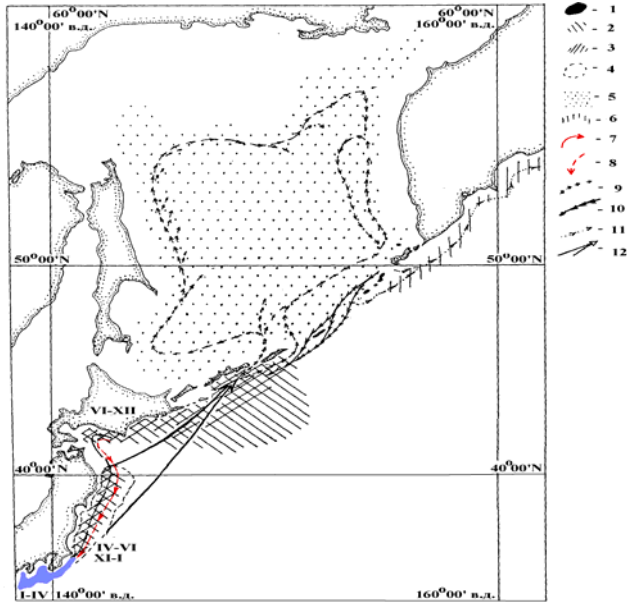 60°00'N
140°00' в.д.
60°00'N
160°00' в.д.
- 1
- 2
- 3
- 4
- 5
- 6
- 7
- 8
- 9
- 10
- 11
- 12
50°00'N
50°00'N
VI-XII
40°00'N
40°00'N
IV-VI
XI-I
I-IV
140°00' в.д.
160°00' в.д.